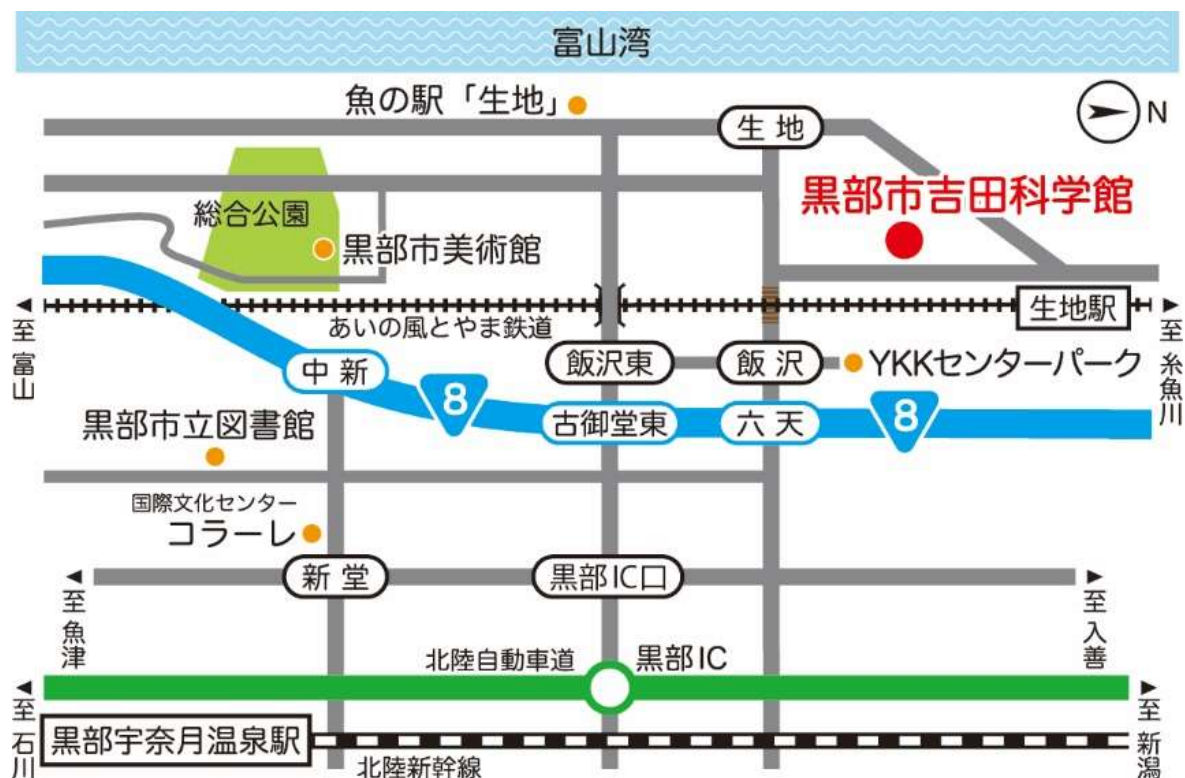 富山湾
魚の駅「生地」
生地
N
黒部市吉田科学館
総合公園
黒部市美術館
生地駅
あいの風とやま鉄道
至富山
至糸魚川
飯沢東
飯沢
YKKセンターパーク
中新
8
古御堂東
六天
8
黒部市立図書館
国際文化センター
コラーレ
新堂
黒部IC口
至魚津
至入善
北陸自動車道
黒部IC
至石川
至新潟
黒部宇奈月温泉駅
北陸新幹線